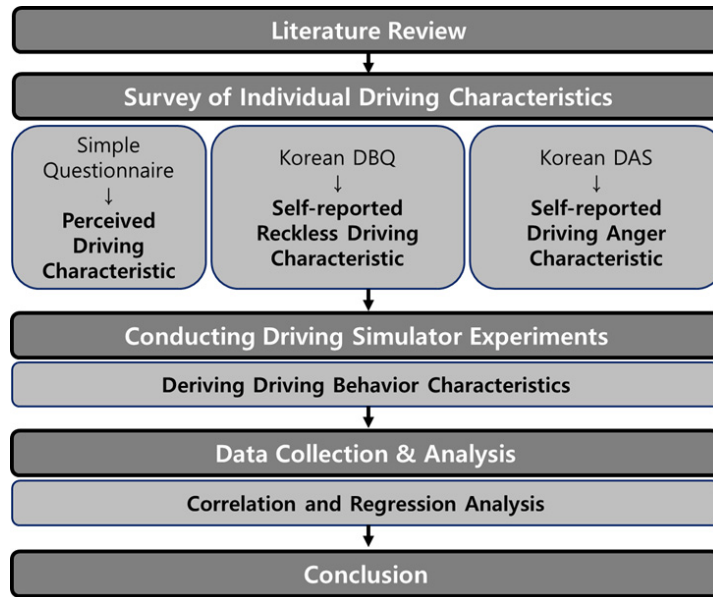 Literature Review
Survey of Individual Driving Characteristics
Simple
Questionnaire
↓
Perceived
Driving
Characteristic
Korean DBQ
↓
Self-reported
Reckless Driving
Characteristic
Korean DAS
↓
Self-reported
Driving Anger
Characteristic
Conducting Driving Simulator Experiments
Deriving Driving Behavior Characteristics
Data Collection & Analysis
Correlation and Regression Analysis
Conclusion